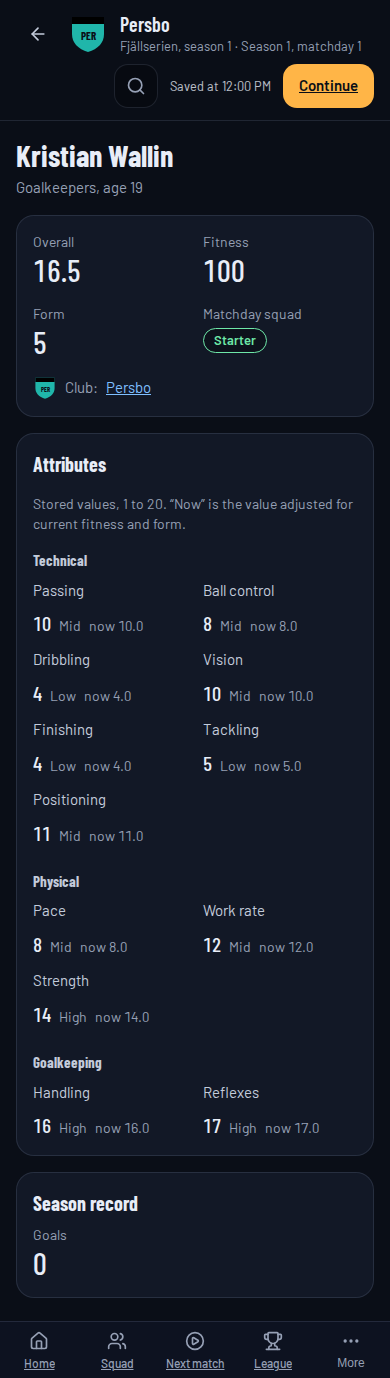 PER
Persbo
Fjällserien, season 1 · Season 1, matchday 1
Saved at 12:00 PM
Continue
Kristian Wallin
Goalkeepers, age 19
Overall
Fitness
16.5
100
Form
Matchday squad
5
Starter
PER
Club: Persbo
Attributes
Stored values, 1 to 20. “Now” is the value adjusted for
current fitness and form.
Technical
Passing
Ball control
10 Mid now 10.0
8 Mid now 8.0
Dribbling
Vision
4 Low now 4.0
10 Mid now 10.0
Finishing
Tackling
4 Low now 4.0
5 Low now 5.0
Positioning
11 Mid now 11.0
Physical
Pace
Work rate
8 Mid now 8.0
12 Mid now 12.0
Strength
14 High now 14.0
Goalkeeping
Handling
Reflexes
16 High now 16.0
17 High now 17.0
Season record
Goals
0
Home
Squad
Next match
League
More